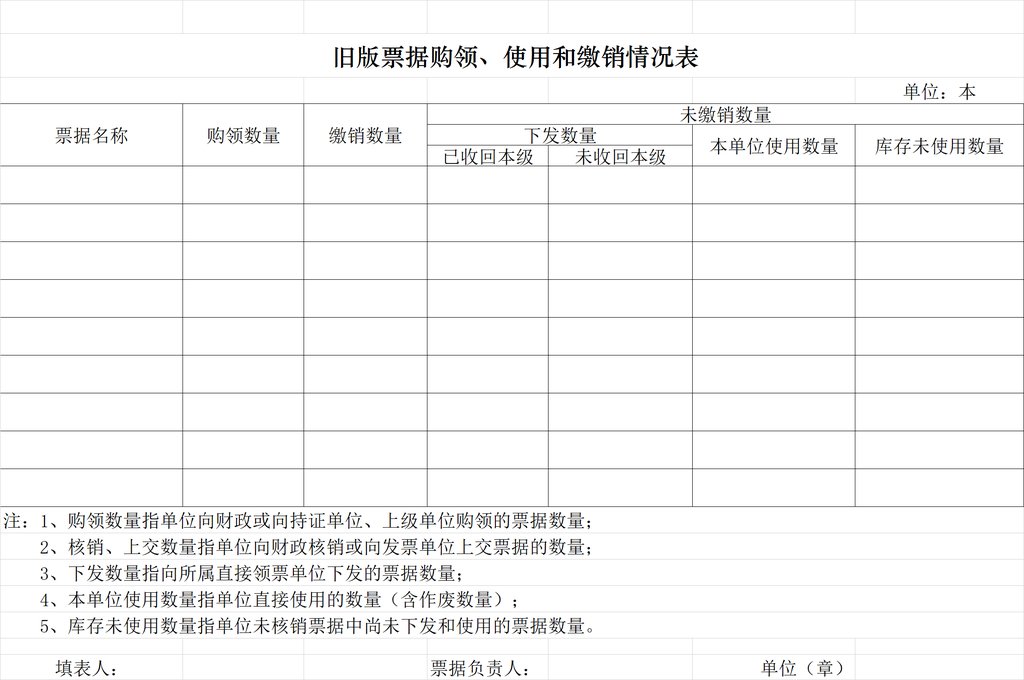 旧版票据购领、使用和缴销情况表
单位：本
票据名称 购领数量 缴销数量 未缴销数量
下发数量 本单位使用数量 库存未使用数量
已收回本级 未收回本级
注：1、购领数量指单位向财政或向持证单位、上级单位购领的票据数量；
2、核销、上交数量指单位向财政核销或向发票单位上交票据的数量；
3、下发数量指向所属直接领票单位下发的票据数量；
4、本单位使用数量指单位直接使用的数量（含作废数量）；
5、库存未使用数量指单位未核销票据中尚未下发和使用的票据数量。
填表人： 票据负责人： 单位（章）